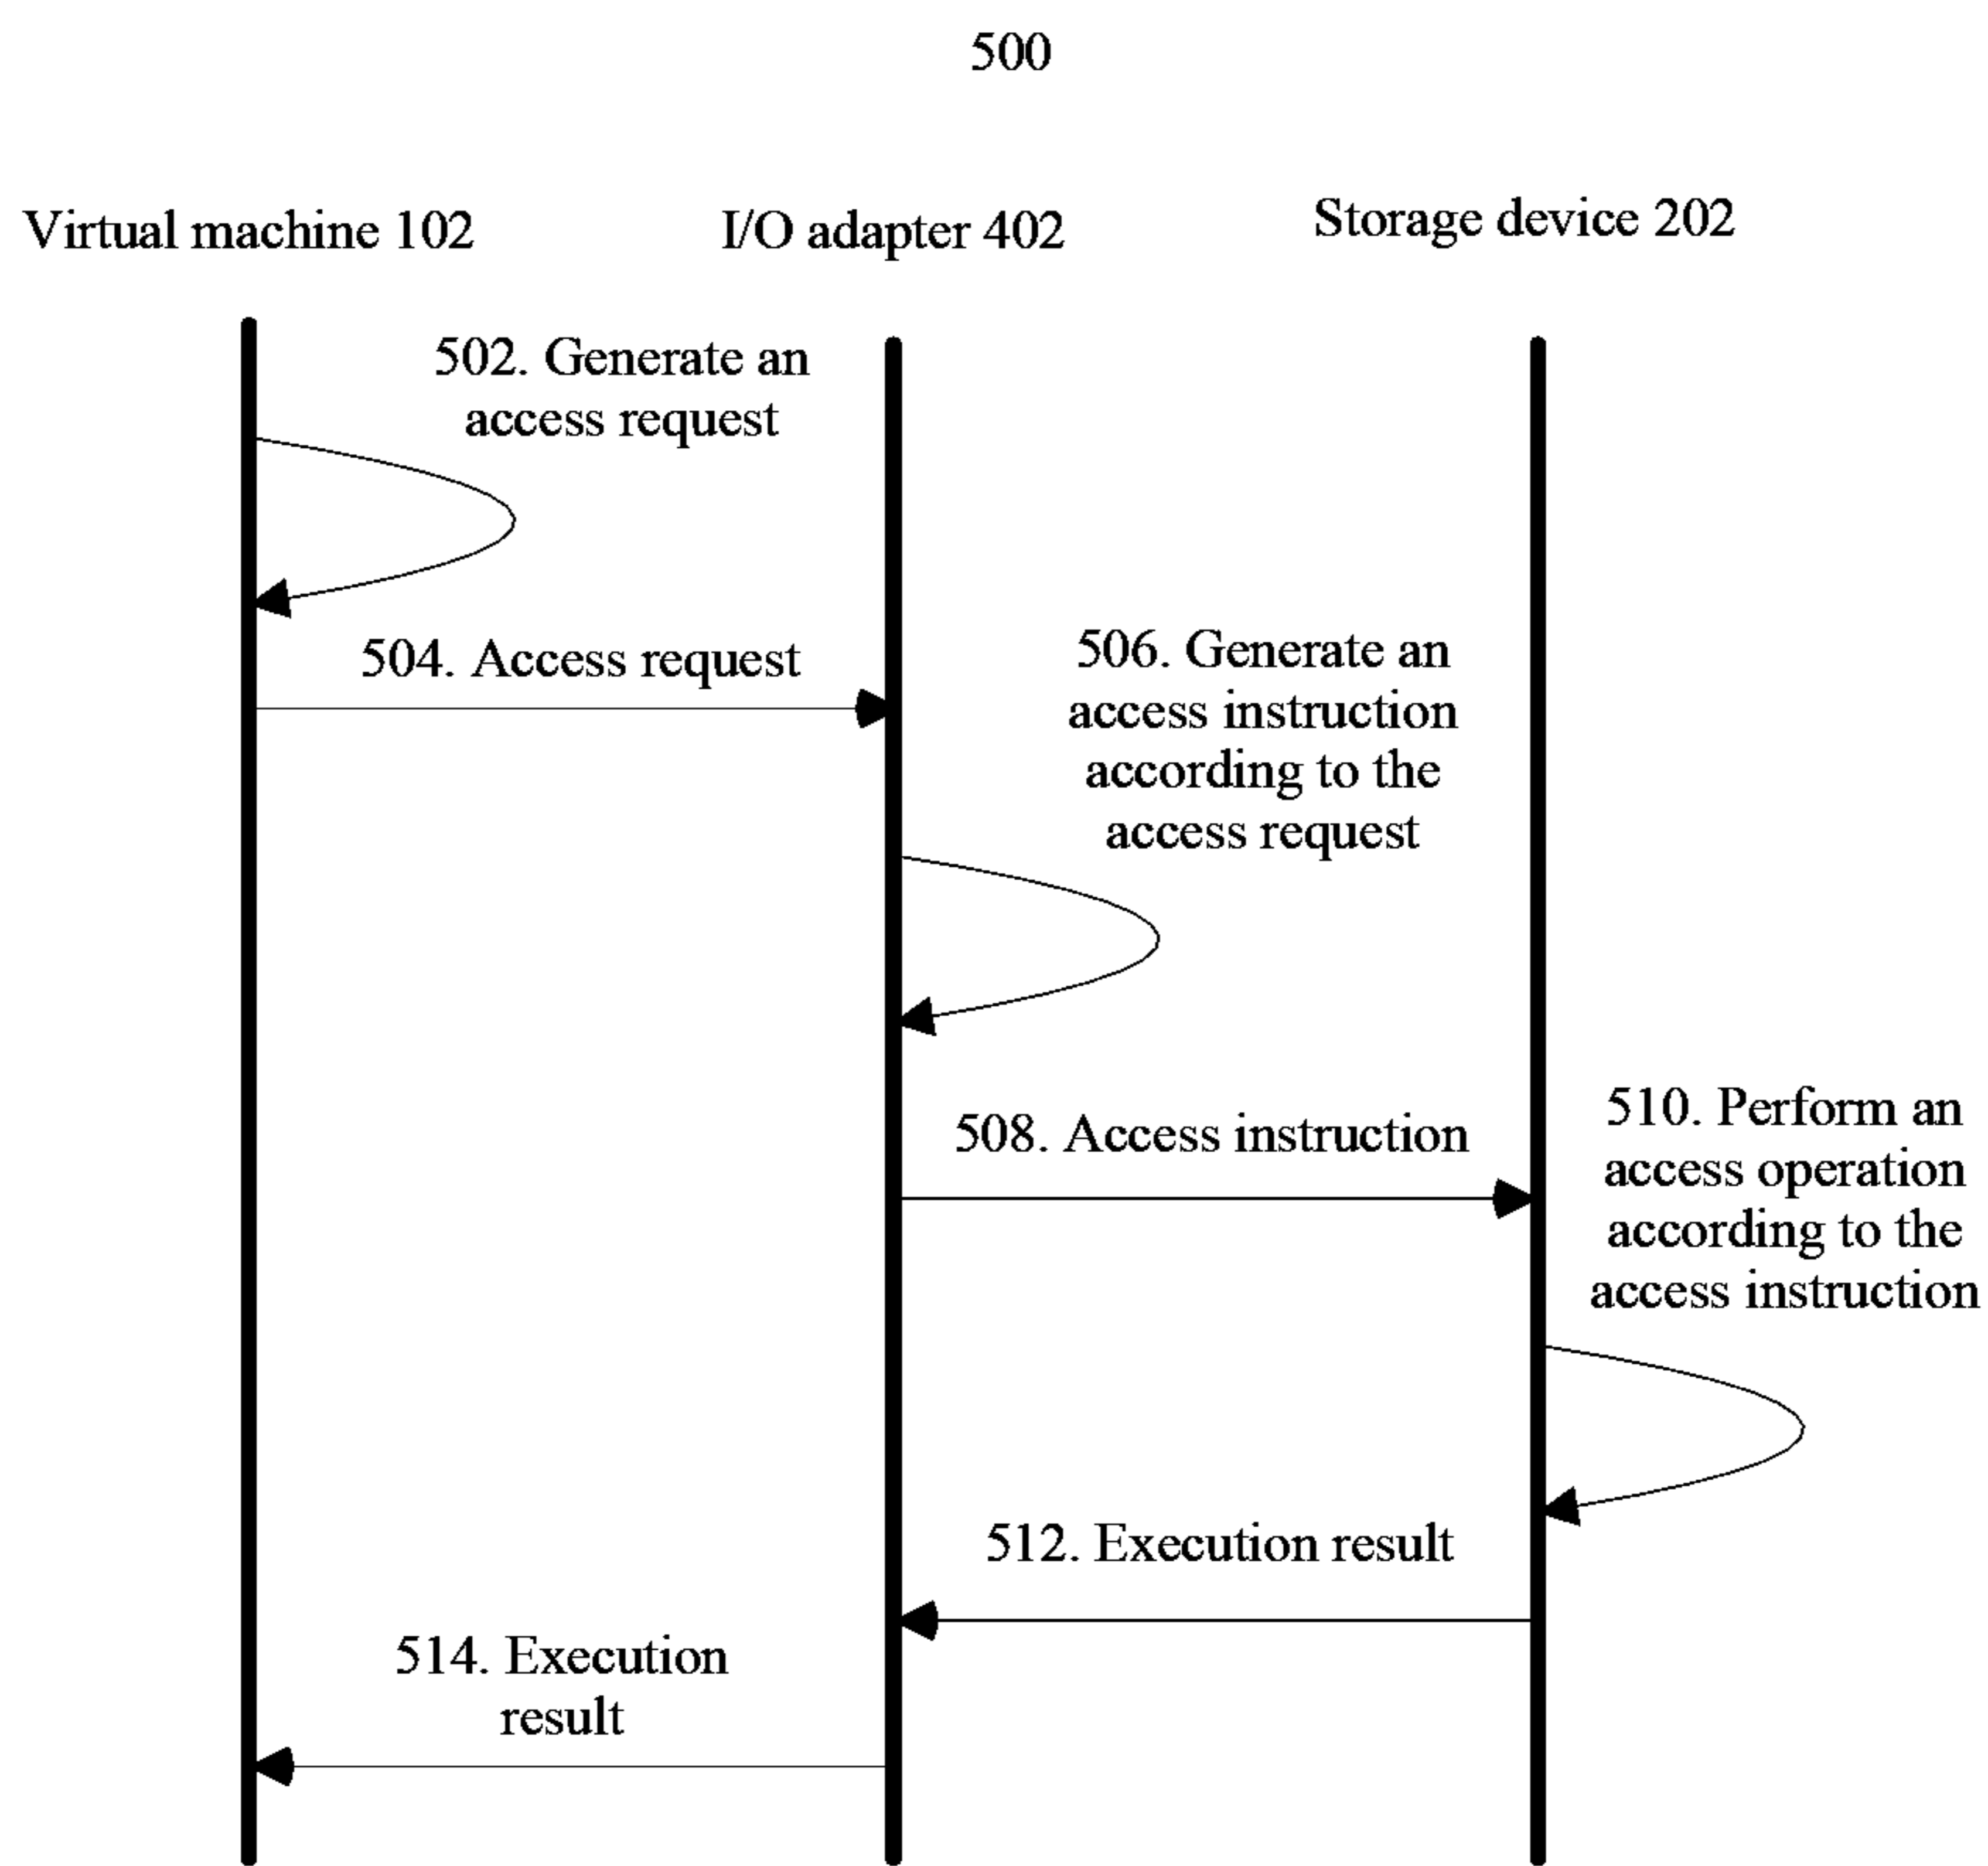 500
Virtual machine 102
I/O adapter 402
Storage device 202
502. Generate an
access request
504. Access request
506. Generate an
access instruction
according to the
access request
508. Access instruction
510. Perform an
access operation
according to the
access instruction
512. Execution result
514. Execution
result